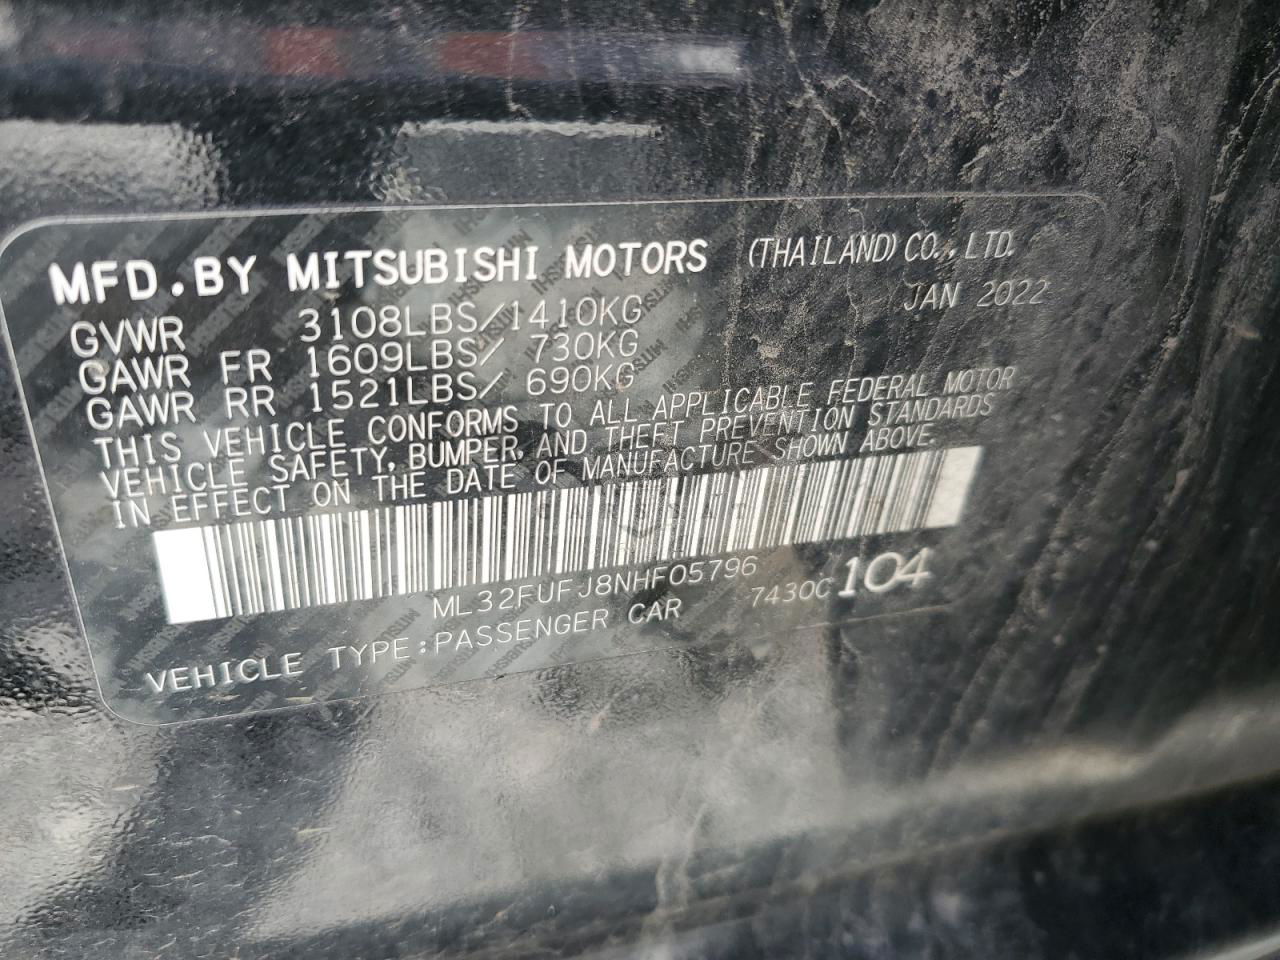 MFD.BY MITSUBISHI MOTORS (THAILAND)CO.,LTD.
JAN 2022
GVWR 3108LBS/1410KG
GAWR FR 1609LBS/ 730KG
GAWR RR 1521LBS/ 690KG
THIS VEHICLE CONFORMS TO ALL APPLICABLE FEDERAL MOTOR
VEHICLE SAFETY, BUMPER, AND THEFT PREVENTION STANDARDS
IN EFFECT ON THE DATE OF MANUFACTURE SHOWN ABOVE.
ML32FUFJ8NHF05796 7430C 104
VEHICLE TYPE:PASSENGER CAR